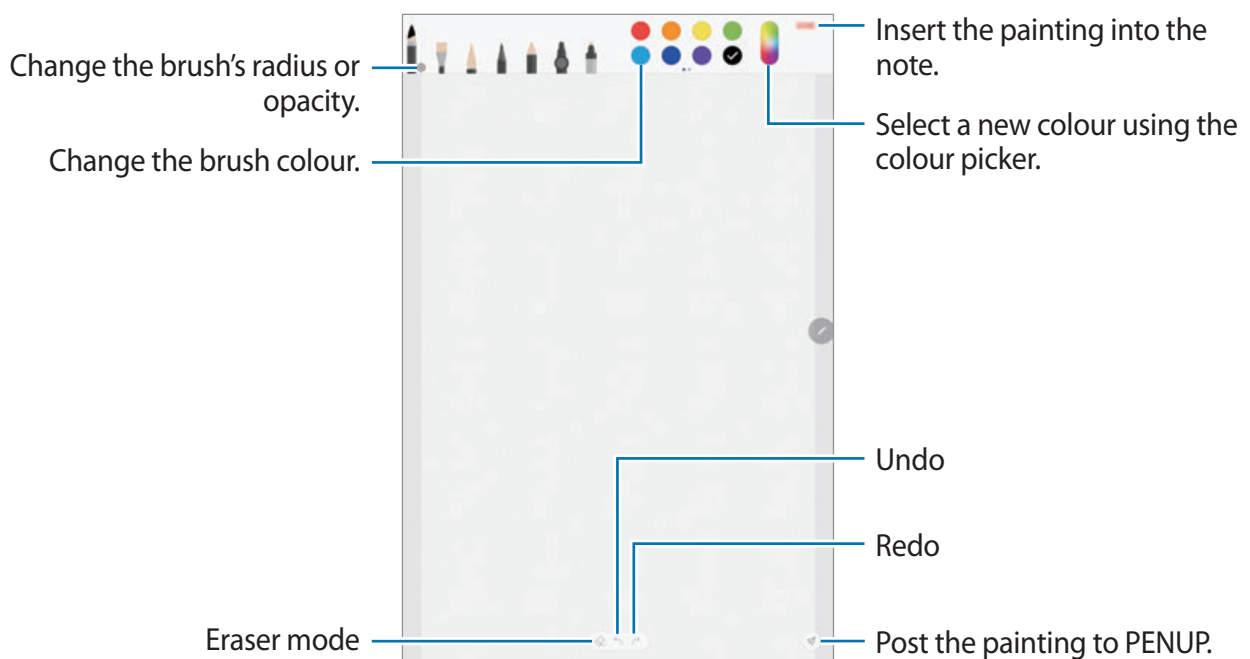 Change the brush's radius or
opacity.
Change the brush colour.
Insert the painting into the
note.
Select a new colour using the
colour picker.
Undo
Redo
Eraser mode
Post the painting to PENUP.